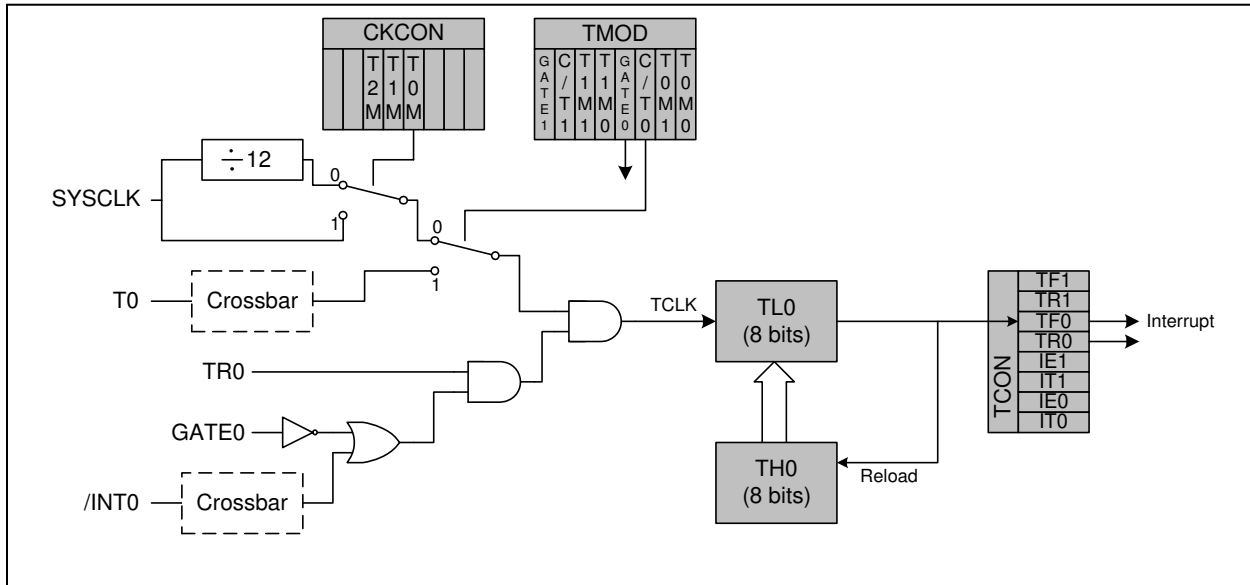 CKCON
T2M
T1M
T0M
TMOD
GATE1
C/T1
T1M1
T1M0
GATE0
C/T0
T0M1
T0M0
÷12
0
SYSCLK
1
0
1
T0
Crossbar
TCLK
TL0
(8 bits)
TCON
TF1
TR1
TF0
TR0
IE1
IT1
IE0
IT0
Interrupt
TR0
GATE0
/INT0
Crossbar
TH0
(8 bits)
Reload